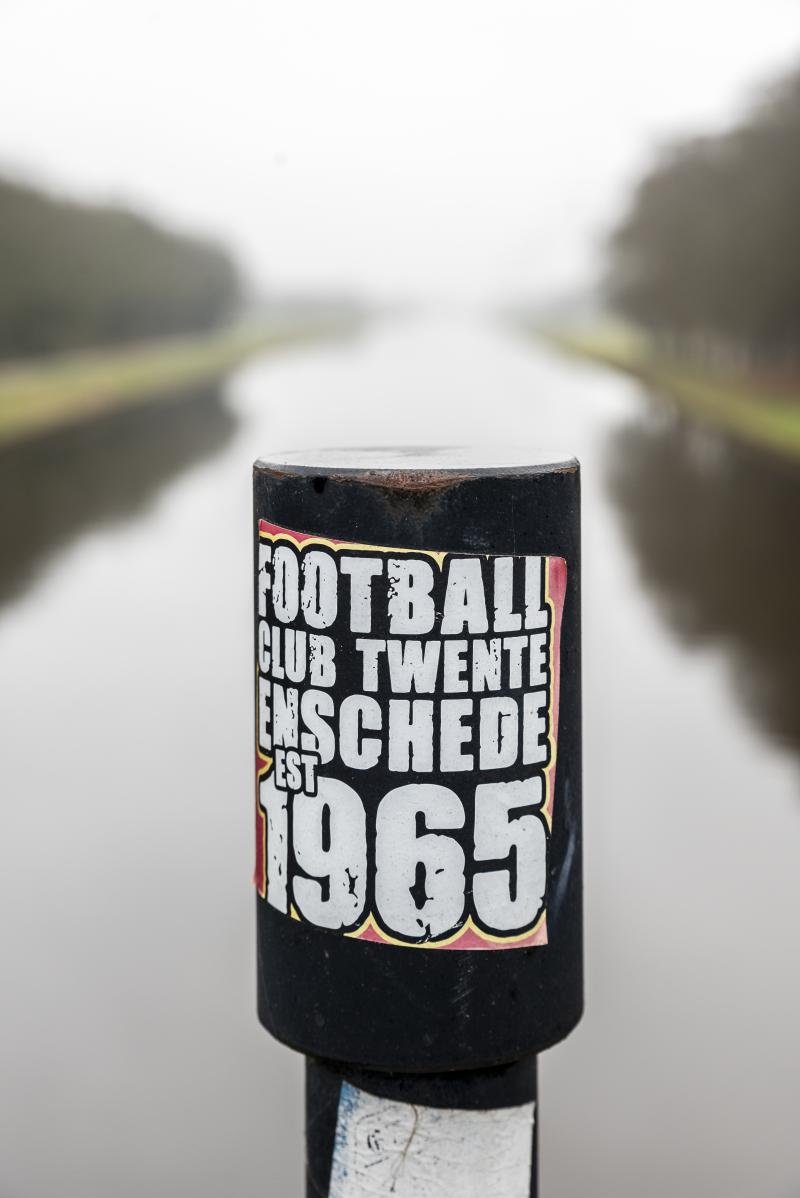 FOOTBALL
CLUB TWENTE
ENSCHEDE
EST
1965